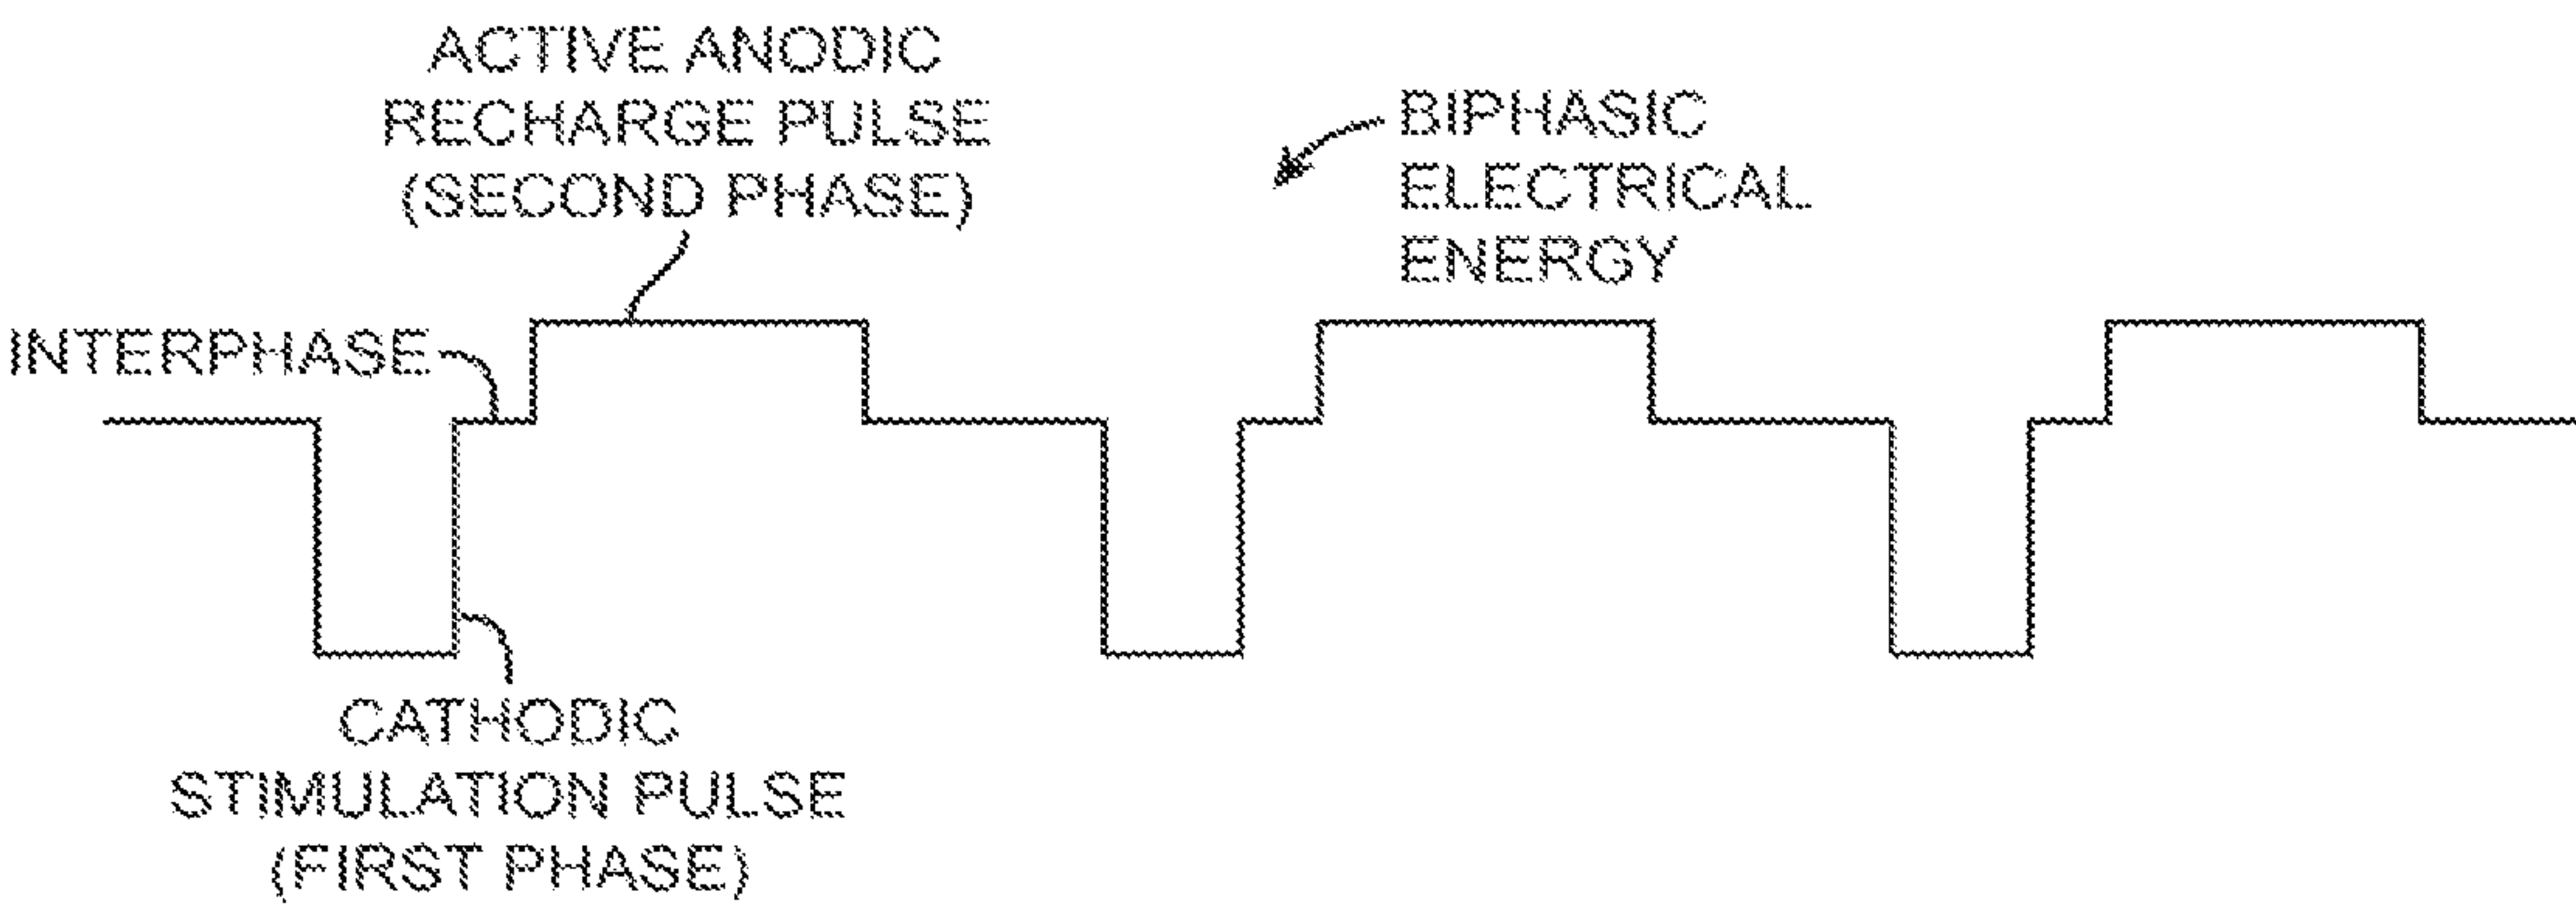 ACTIVE ANODIC
RECHARGE PULSE
(SECOND PHASE)
BIPHASIC
ELECTRICAL
ENERGY
INTERPHASE
CATHODIC
STIMULATION PULSE
(FIRST PHASE)